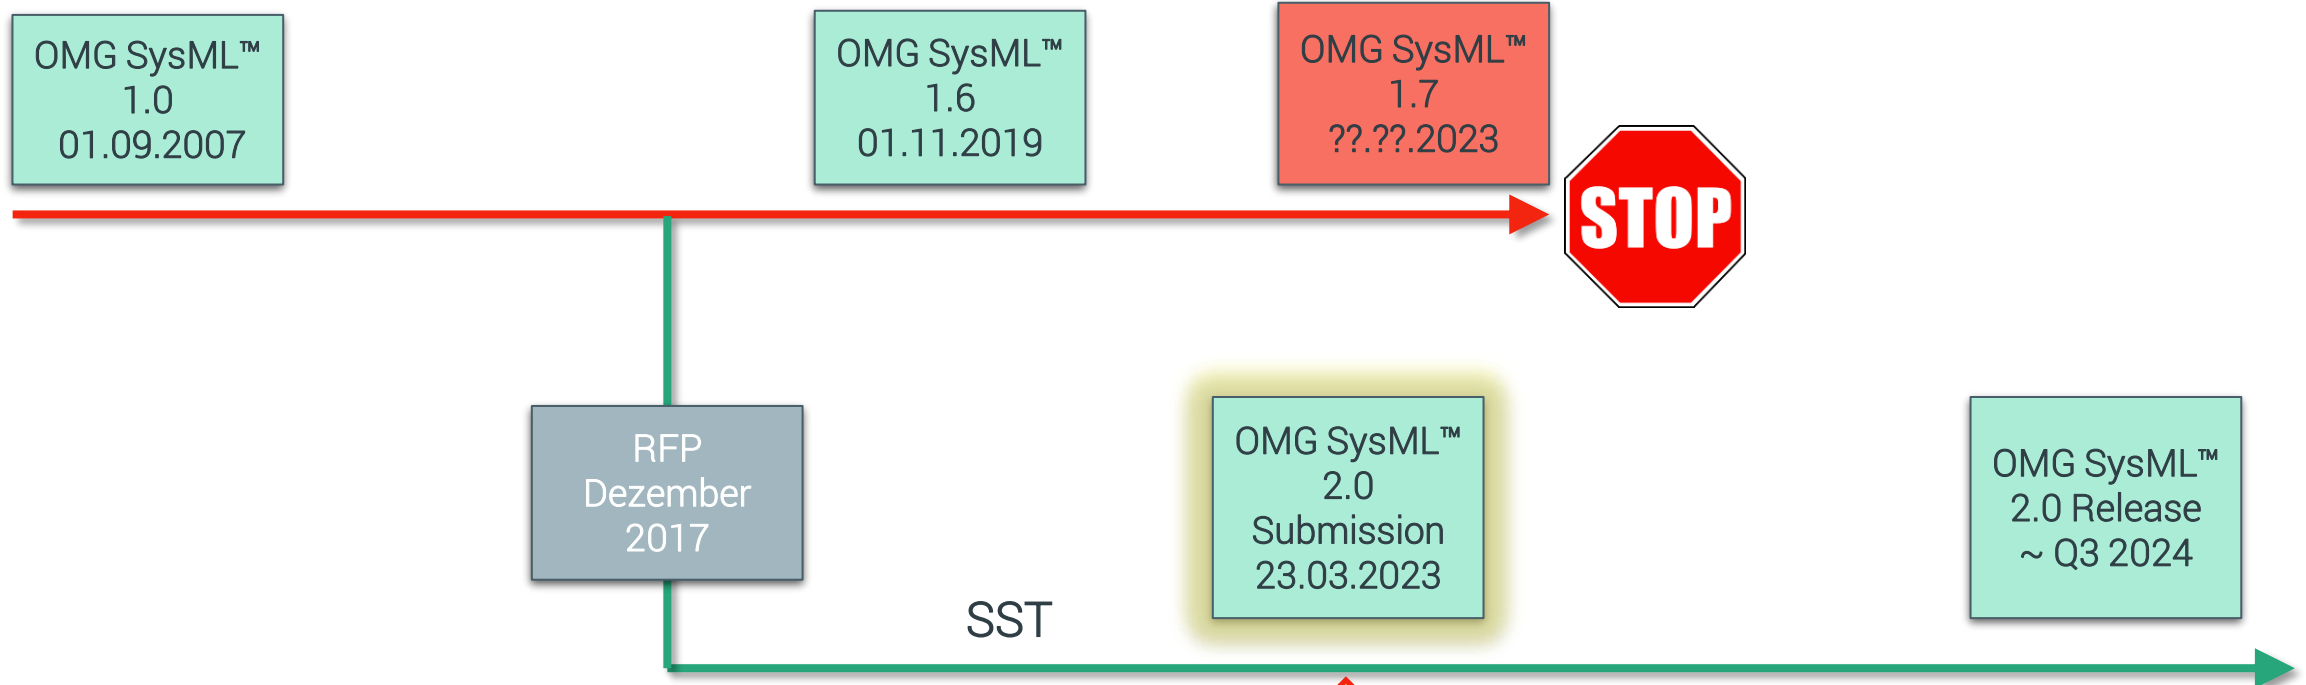 OMG SysML™
1.0
01.09.2007
OMG SysML™
1.6
01.11.2019
OMG SysML™
1.7
??.??.2023
STOP
RFP
Dezember
2017
SST
OMG SysML™
2.0
Submission
23.03.2023
OMG SysML™
2.0 Release
~ Q3 2024